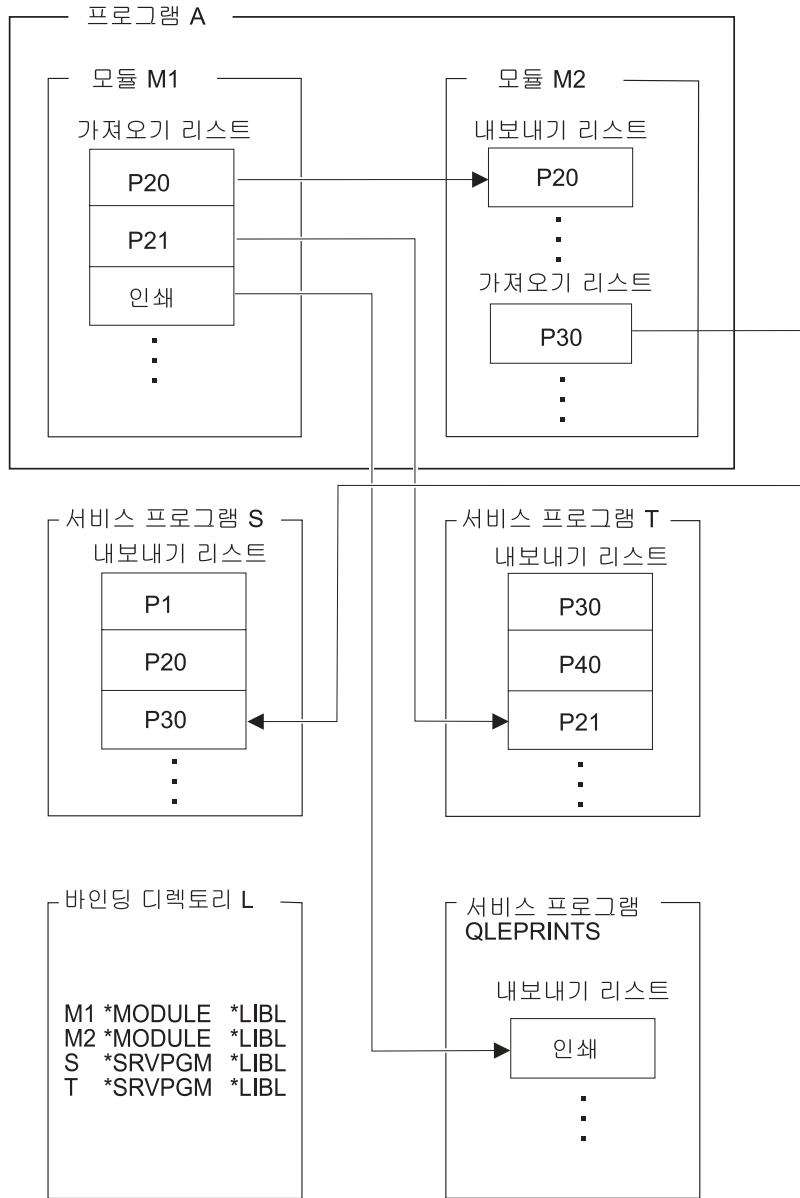 프로그램 A
모듈 M1
가져오기 리스트
P20
P21
인쇄
모듈 M2
내보내기 리스트
P20
가져오기 리스트
P30
서비스 프로그램 S
내보내기 리스트
P1
P20
P30
서비스 프로그램 T
내보내기 리스트
P30
P40
P21
바인딩 디렉토리 L
M1 *MODULE *LIBL
M2 *MODULE *LIBL
S *SRVPGM *LIBL
T *SRVPGM *LIBL
서비스 프로그램
QLEPRINTS
내보내기 리스트
인쇄